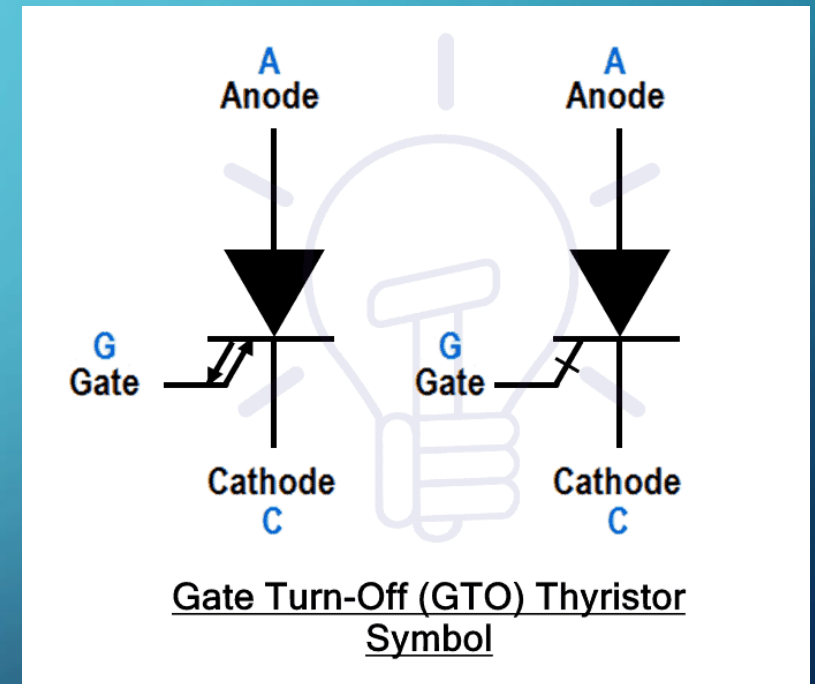 A
Anode
A
Anode
G
Gate
G
Gate
Cathode
C
Cathode
C
Gate Turn-Off (GTO) Thyristor
Symbol